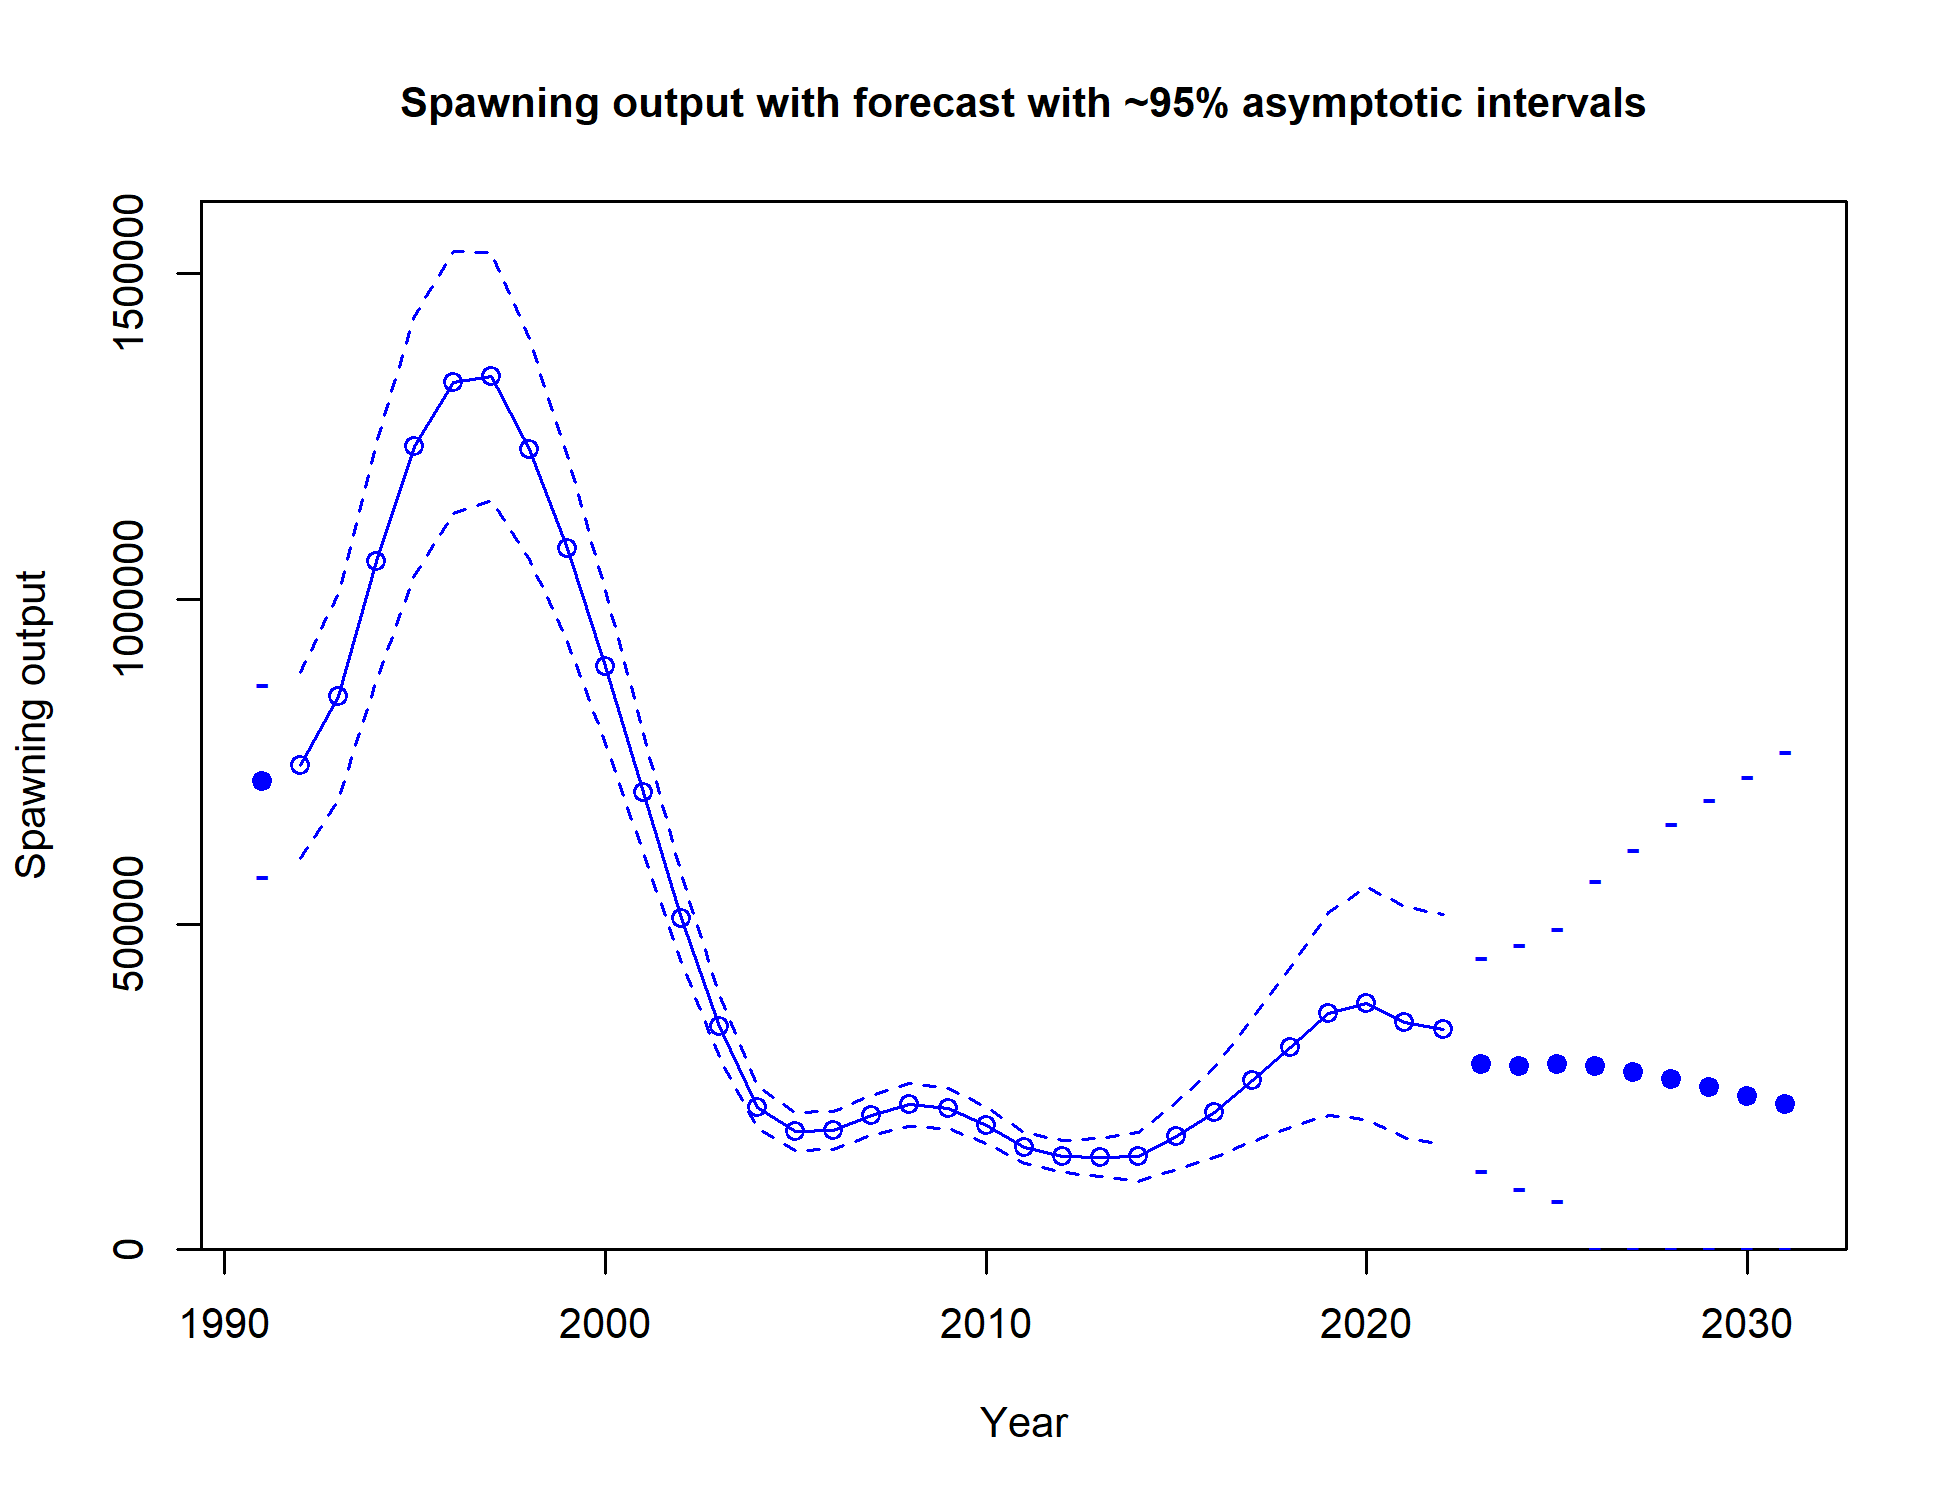 Spawning output with forecast with ~95% asymptotic intervals
Spawning output
1500000
1000000
500000
0
1990 2000 2010 2020 2030
Year